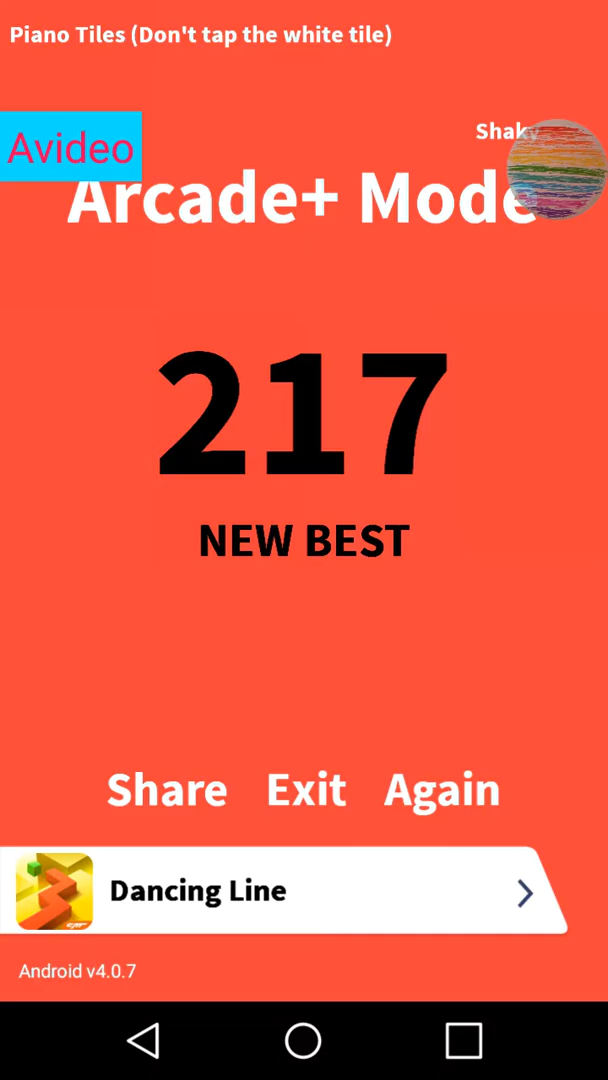 Piano Tiles (Don't tap the white tile)
Shaky
Avideo
Arcade+ Mode
217
NEW BEST
Share Exit Again
Dancing Line
Android v4.0.7